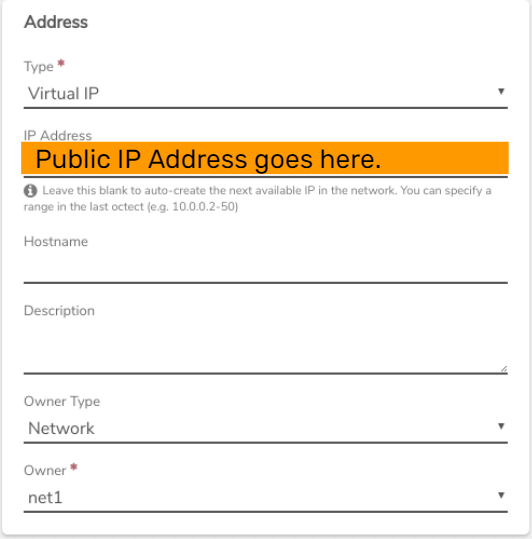 Address
Type *
Virtual IP
IP Address
Public IP Address goes here.
Leave this blank to auto-create the next available IP in the network. You can specify a
range in the last octect (e.g. 10.0.0.2-50)
Hostname
Description
Owner Type
Network
Owner *
net1